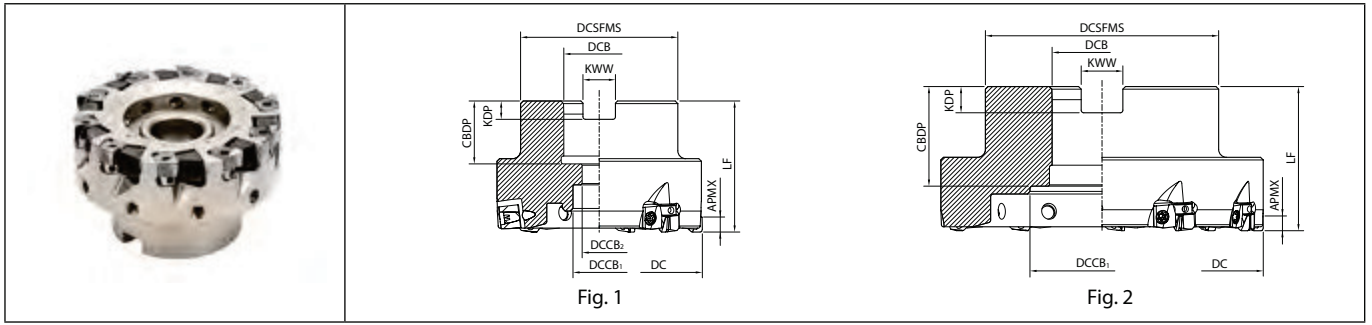 DCSFMS
DCB
KWW
KDP
CBDP
LF
APMX
DCCB₂
DCCB₁
DC
Fig. 1
DCSFMS
DCB
KWW
KDP
CBDP
LF
APMX
DCCB₁
DC
Fig. 2